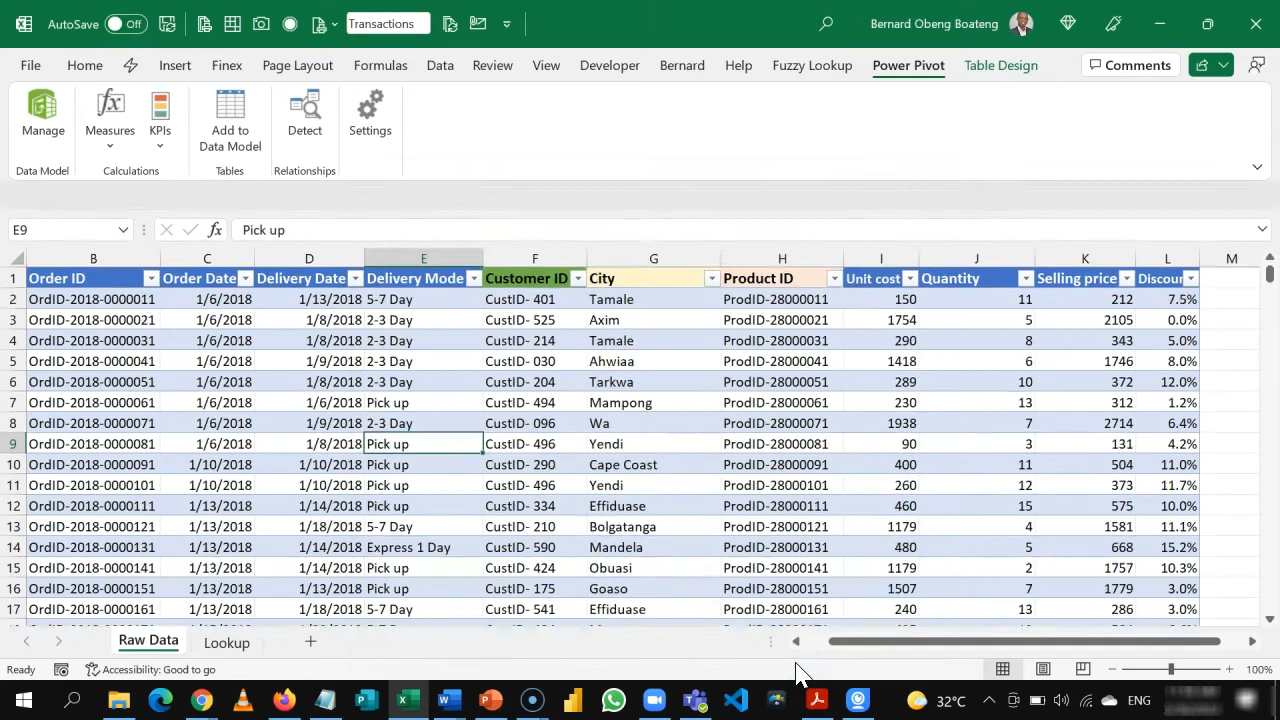 AutoSave Off Transactions Bernard Obeng Boateng
File Home Insert Finex Page Layout Formulas Data Review View Developer Bernard Help Fuzzy Lookup Power Pivot Table Design Comments
Manage Measures KPIs Add to Data Model Detect Settings
Data Model Calculations Tables Relationships
E9 fx Pick up
B C D E F G H I J K L M
1 Order ID Order Date Delivery Date Delivery Mode Customer ID City Product ID Unit cost Quantity Selling price Discour
2 OrdID-2018-0000011 1/6/2018 1/13/2018 5-7 Day CustID- 401 Tamale ProdID-28000011 150 11 212 7.5%
3 OrdID-2018-0000021 1/6/2018 1/8/2018 2-3 Day CustID- 525 Axim ProdID-28000021 1754 5 2105 0.0%
4 OrdID-2018-0000031 1/6/2018 1/8/2018 2-3 Day CustID- 214 Tamale ProdID-28000031 290 8 343 5.0%
5 OrdID-2018-0000041 1/6/2018 1/9/2018 2-3 Day CustID- 030 Ahwiaa ProdID-28000041 1418 6 1746 8.0%
6 OrdID-2018-0000051 1/6/2018 1/8/2018 2-3 Day CustID- 204 Tarkwa ProdID-28000051 289 10 372 12.0%
7 OrdID-2018-0000061 1/6/2018 1/6/2018 Pick up CustID- 494 Mampong ProdID-28000061 230 13 312 1.2%
8 OrdID-2018-0000071 1/6/2018 1/9/2018 2-3 Day CustID- 096 Wa ProdID-28000071 1938 7 2714 6.4%
9 OrdID-2018-0000081 1/6/2018 1/8/2018 Pick up CustID- 496 Yendi ProdID-28000081 90 3 131 4.2%
10 OrdID-2018-0000091 1/10/2018 1/10/2018 Pick up CustID- 290 Cape Coast ProdID-28000091 400 11 504 11.0%
11 OrdID-2018-0000101 1/10/2018 1/10/2018 Pick up CustID- 496 Yendi ProdID-28000101 260 12 373 11.7%
12 OrdID-2018-0000111 1/13/2018 1/14/2018 Pick up CustID- 334 Effiduase ProdID-28000111 460 15 575 10.0%
13 OrdID-2018-0000121 1/13/2018 1/18/2018 5-7 Day CustID- 210 Bolgatanga ProdID-28000121 1179 4 1581 11.1%
14 OrdID-2018-0000131 1/13/2018 1/14/2018 Express 1 Day CustID- 590 Mandela ProdID-28000131 480 5 668 15.2%
15 OrdID-2018-0000141 1/13/2018 1/14/2018 Pick up CustID- 424 Obuasi ProdID-28000141 1179 2 1757 10.3%
16 OrdID-2018-0000151 1/13/2018 1/13/2018 Pick up CustID- 175 Goaso ProdID-28000151 1507 7 1779 3.0%
17 OrdID-2018-0000161 1/13/2018 1/18/2018 5-7 Day CustID- 541 Effiduase ProdID-28000161 240 13 286 3.0%
Raw Data Lookup
Ready Accessibility: Good to go 100%
32°C ENG